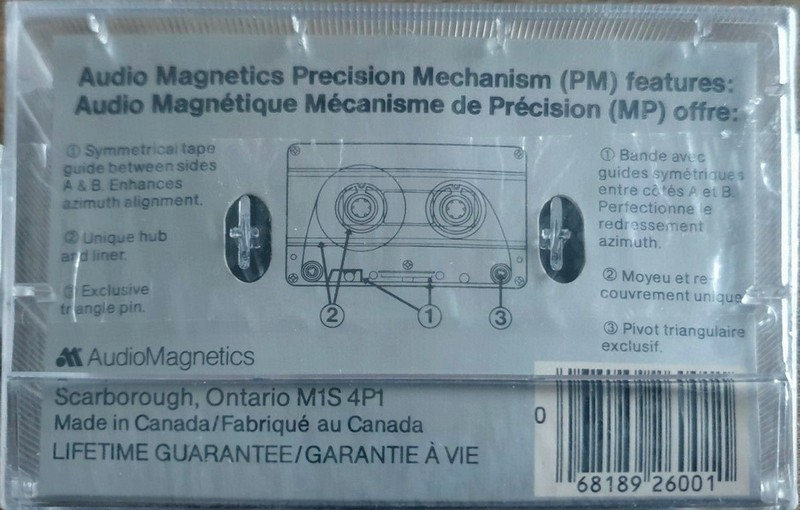 Audio Magnetics Precision Mechanism (PM) features:
Audio Magnétique Mécanisme de Précision (MP) offre:
① Symmetrical tape
guide between sides
A & B. Enhances
azimuth alignment.
② Unique hub
and liner.
③ Exclusive
triangle pin.
2
1
3
① Bande avec
guides symétriques
entre côtés A et B.
Perfectionne le
redressement
azimuth.
② Moyeu et re-
couvrement unique
③ Pivot triangulaire
exclusif.
AudioMagnetics
Scarborough, Ontario M1S 4P1
Made in Canada/Fabriqué au Canada
LIFETIME GUARANTEE/GARANTIE À VIE
0 68189 26001